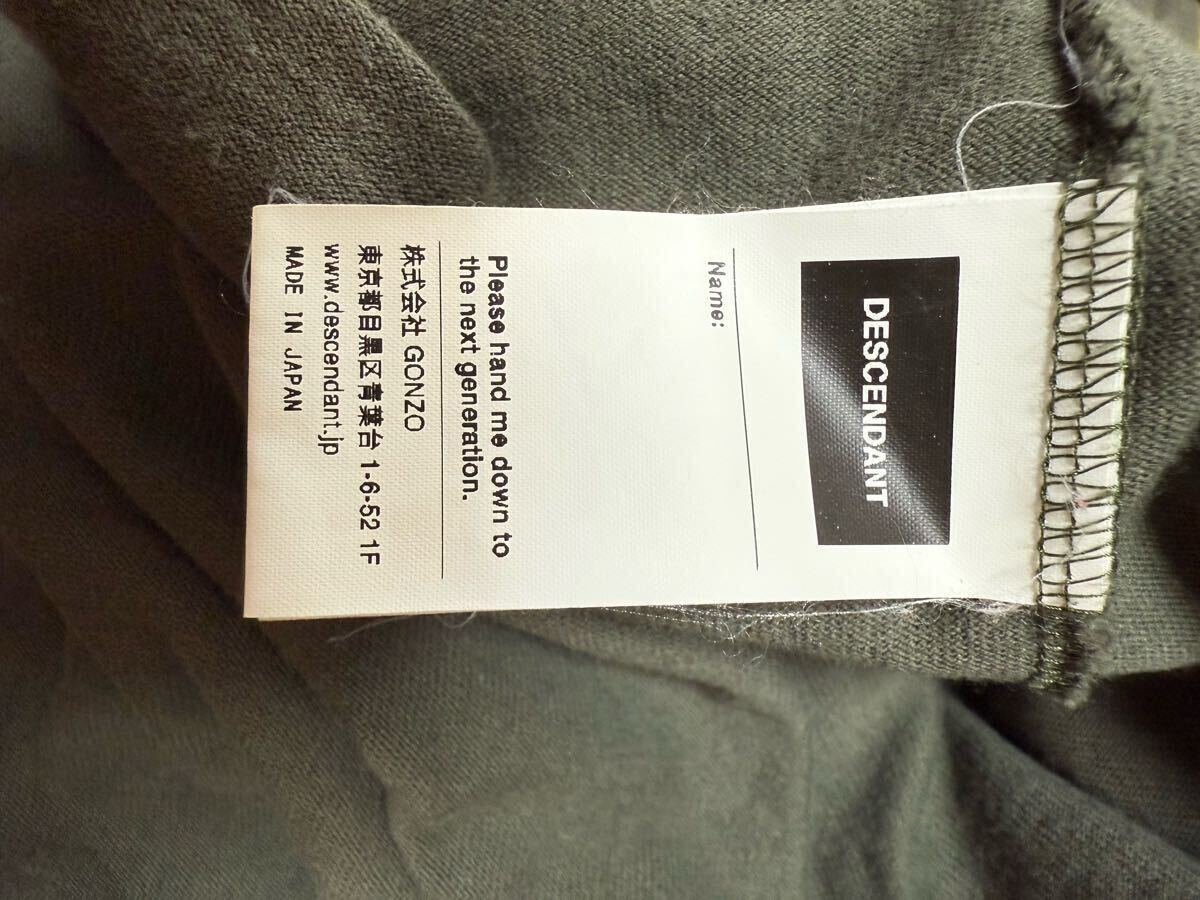 DESCENDANT
Name:
Please hand me down to
the next generation.
株式会社 GONZO
東京都目黒区青葉台 1-6-52 1F
www.descendant.jp
MADE IN JAPAN